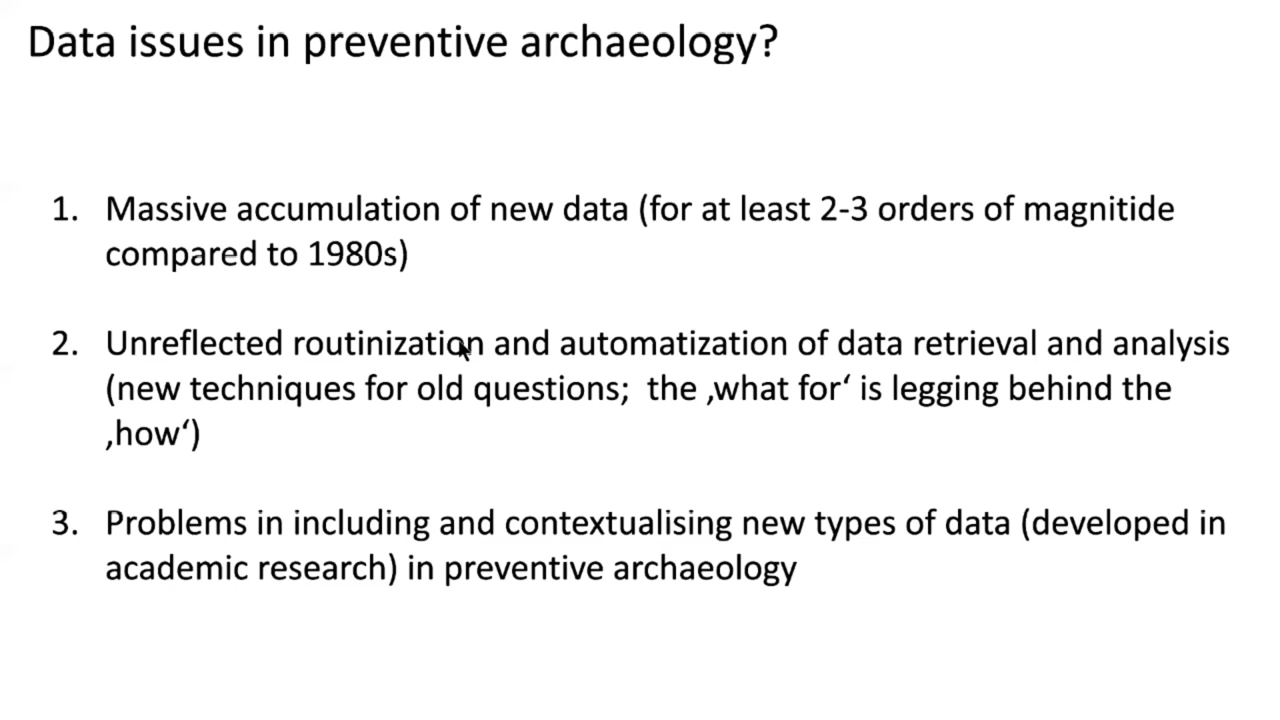 Data issues in preventive archaeology?
1. Massive accumulation of new data (for at least 2-3 orders of magnitide
compared to 1980s)
2. Unreflected routinization and automatization of data retrieval and analysis
(new techniques for old questions;  the ‚what for‘ is legging behind the
‚how‘)
3. Problems in including and contextualising new types of data (developed in
academic research) in preventive archaeology